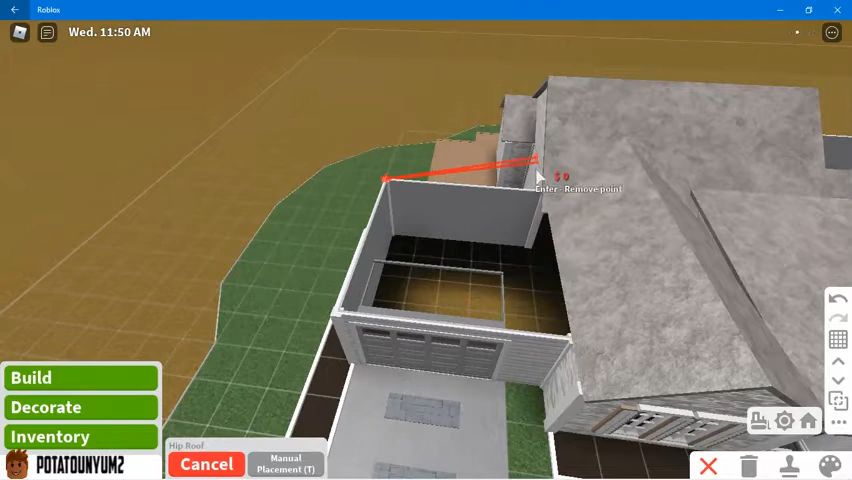 Roblox
Wed. 11:50 AM
$ 0
Enter - Remove point
Build
Decorate
Inventory
POTATOUNYUM2
Hip Roof
Cancel
Manual
Placement (T)